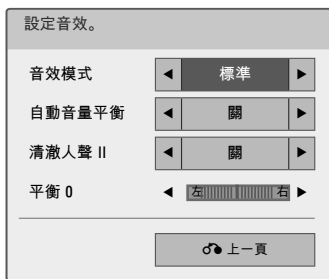 設定音效。
音效模式 ◀ 標準 ▶
自動音量平衡 ◀ 關 ▶
清澈人聲 II ◀ 關 ▶
平衡 0 ◀ 左 右 ▶
上一頁